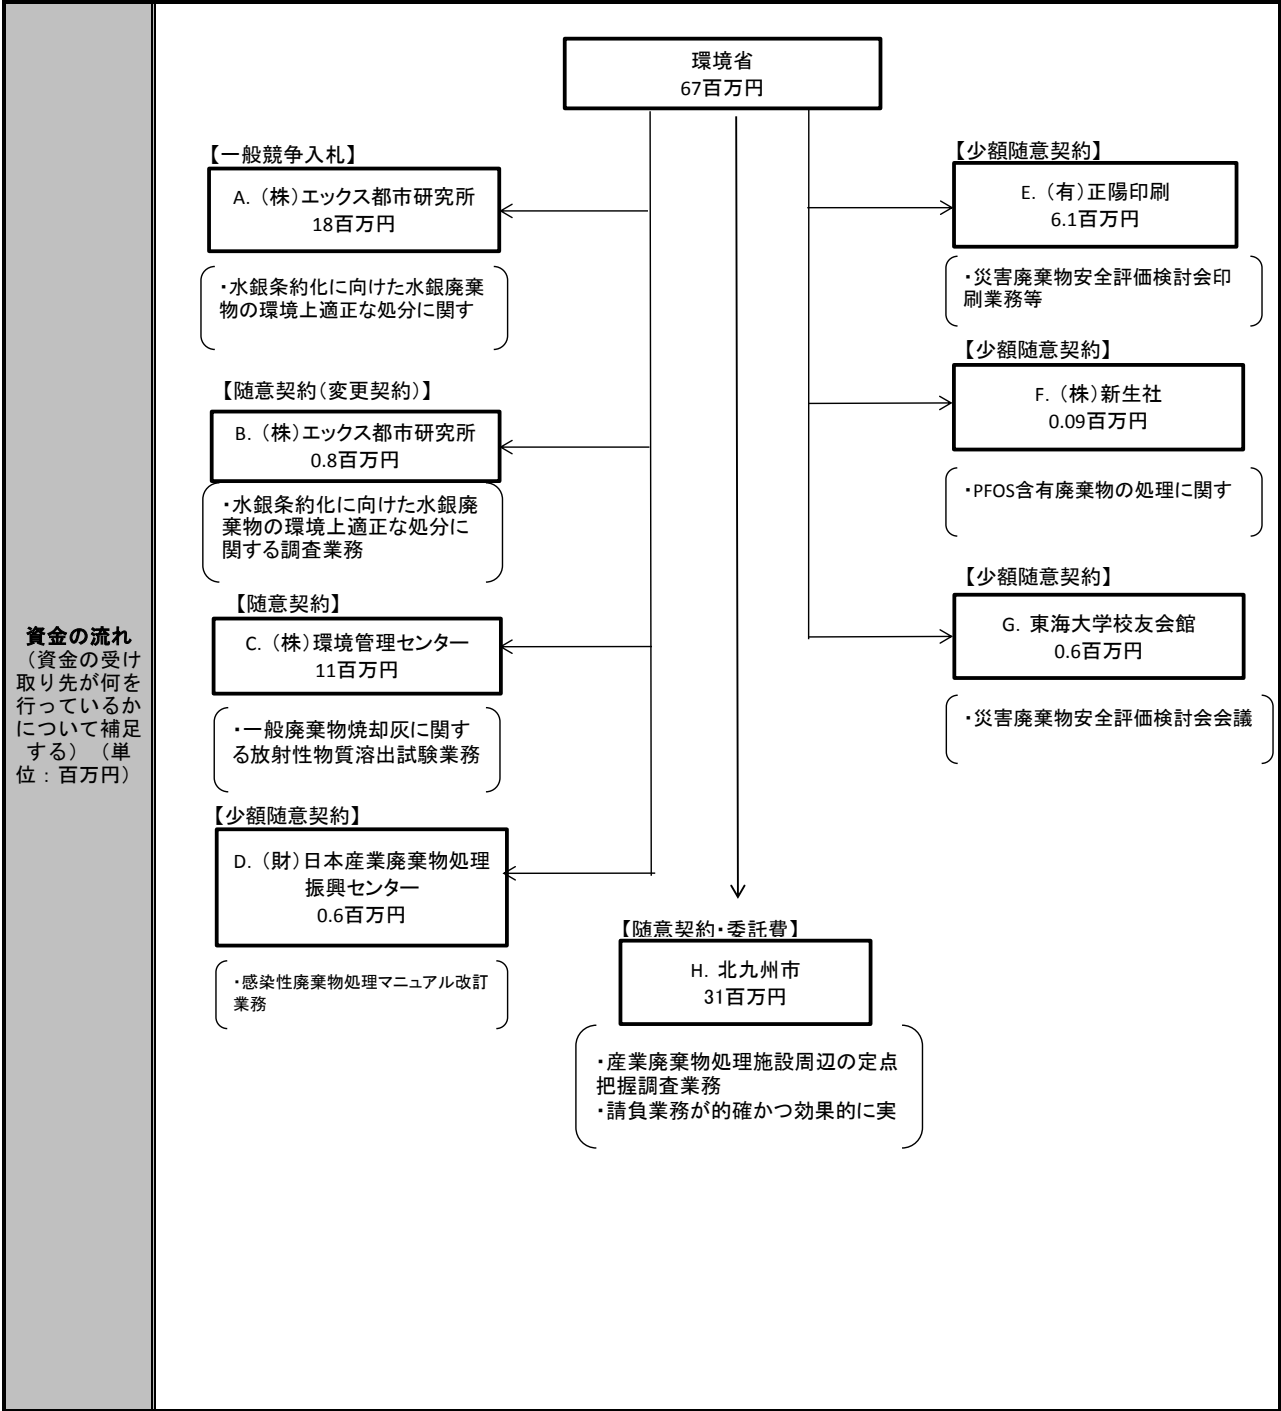 資金の流れ
（資金の受け
取り先が何を
行っているか
について補足
する）（単
位：百万円）
環境省
67百万円
【一般競争入札】
A.（株）エックス都市研究所
18百万円
・水銀条約化に向けた水銀廃棄
物の環境上適正な処分に関す
【随意契約（変更契約）】
B.（株）エックス都市研究所
0.8百万円
・水銀条約化に向けた水銀廃
棄物の環境上適正な処分に
関する調査業務
【随意契約】
C.（株）環境管理センター
11百万円
・一般廃棄物焼却灰に関す
る放射性物質溶出試験業務
【少額随意契約】
D.（財）日本産業廃棄物処理
振興センター
0.6百万円
・感染性廃棄物処理マニュアル改訂
業務
【少額随意契約】
E.（有）正陽印刷
6.1百万円
・災害廃棄物安全評価検討会印
刷業務等
【少額随意契約】
F.（株）新生社
0.09百万円
・PFOS含有廃棄物の処理に関す
【少額随意契約】
G. 東海大学校友会館
0.6百万円
・災害廃棄物安全評価検討会会議
【随意契約・委託費】
H. 北九州市
31百万円
・産業廃棄物処理施設周辺の定点
把握調査業務
・請負業務が的確かつ効果的に実